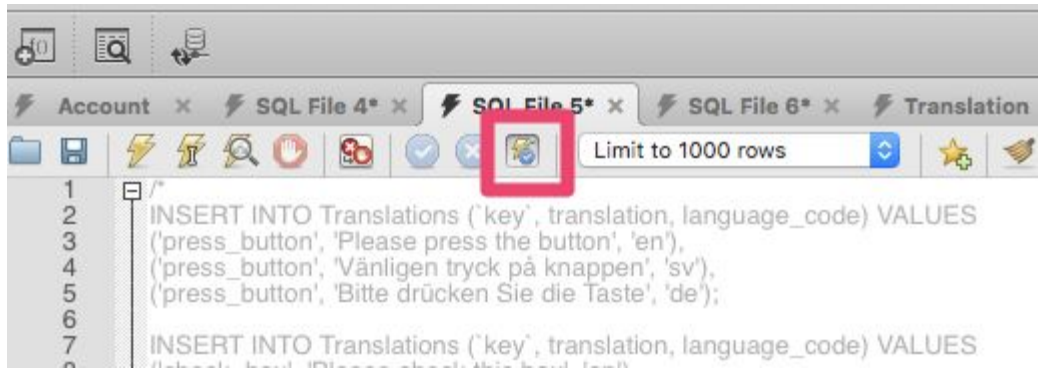 Account SQL File 4* SQL File 5* SQL File 6* Translation
Limit to 1000 rows
1 /*
2 INSERT INTO Translations (`key`, translation, language_code) VALUES
3 ('press_button', 'Please press the button', 'en'),
4 ('press_button', 'Vänligen tryck på knappen', 'sv'),
5 ('press_button', 'Bitte drücken Sie die Taste', 'de');
6
7 INSERT INTO Translations (`key`, translation, language_code) VALUES